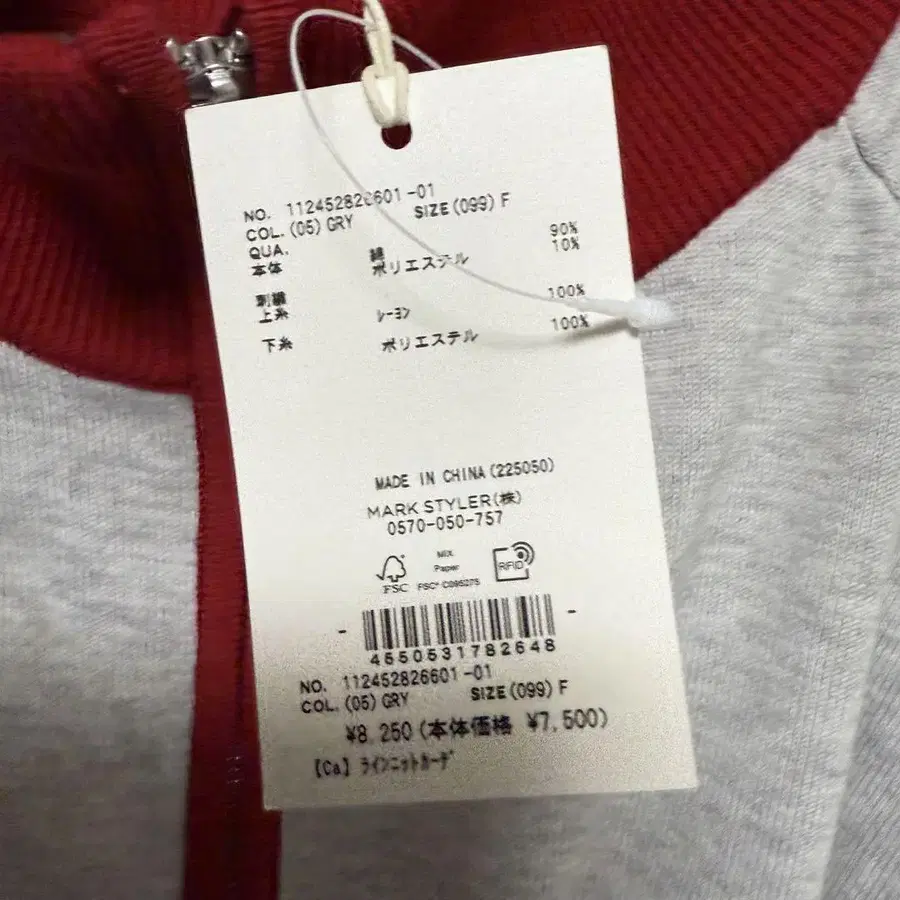 NO. 112452826601-01
COL.(05) GRY SIZE(099) F
QUA. 90%
本体 綿 10%
ポリエステル
刺繍
上糸 レーヨン 100%
下糸 ポリエステル 100%
MADE IN CHINA(225050)
MARK STYLER(株)
0570-050-757
FSC MIX Paper FSC® C095275 RFID
4550531782648
NO. 112452826601-01
COL.(05) GRY SIZE(099) F
¥8,250(本体価格 ¥7,500)
【Ca】ラインニットカーデ